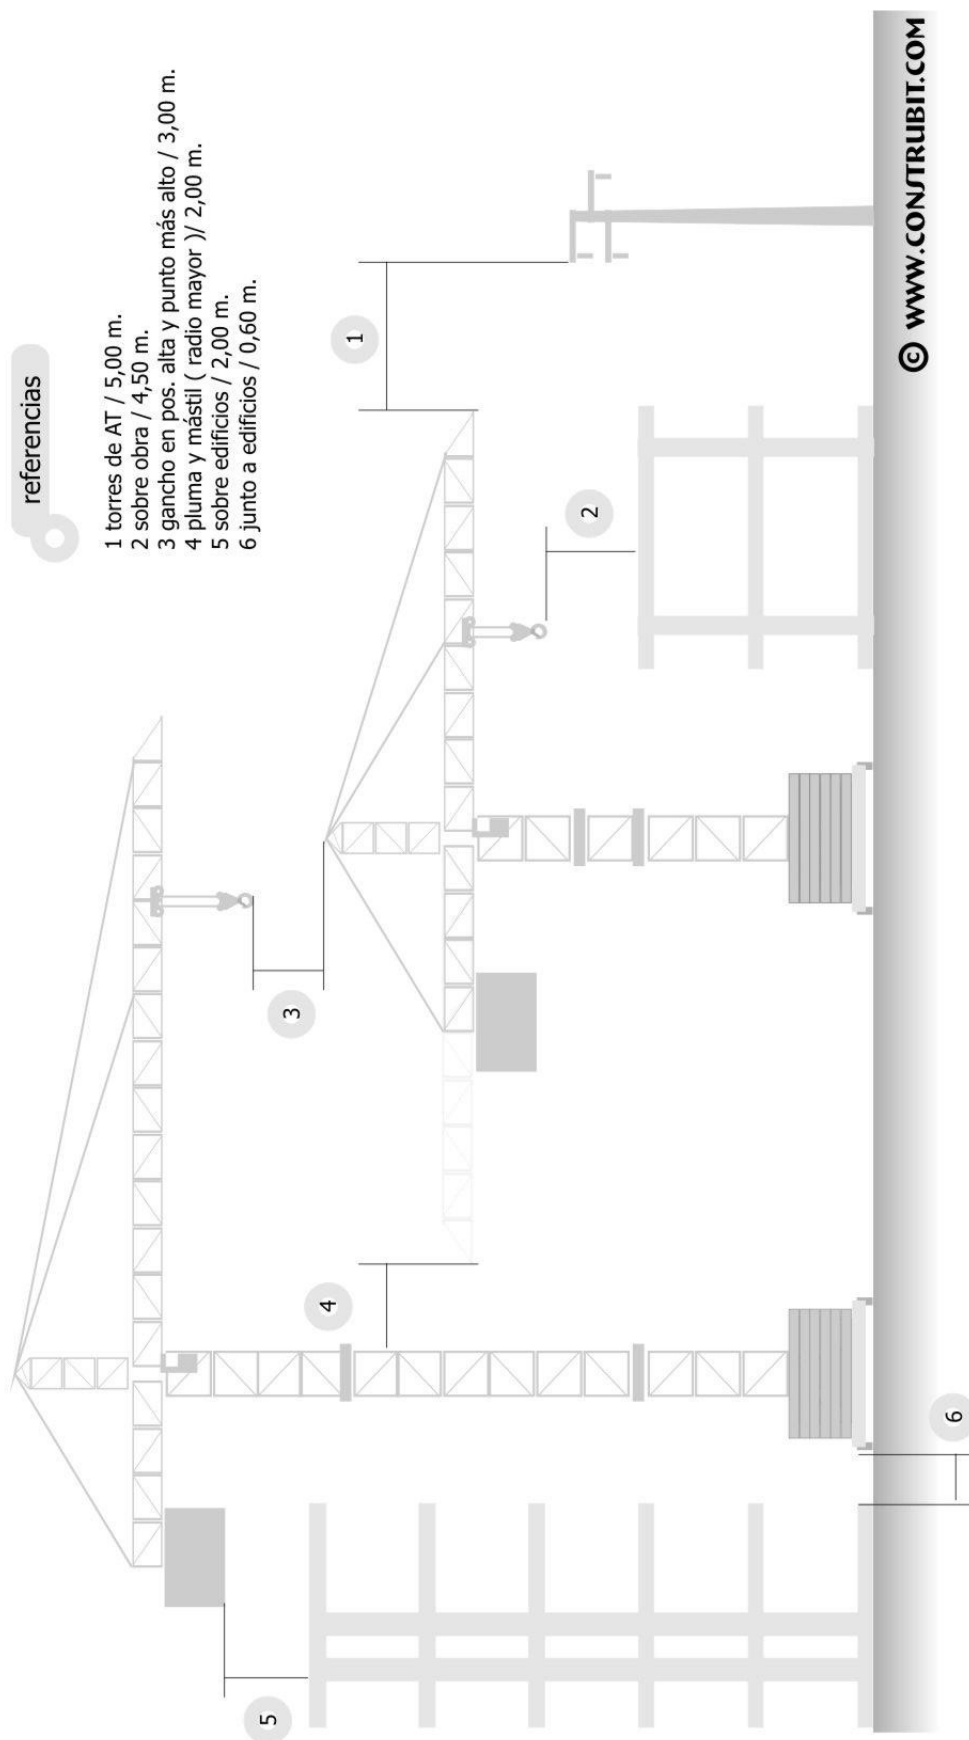 referencias
1 torres de AT / 5,00 m.
2 sobre obra / 4,50 m.
3 gancho en pos. alta y punto más alto / 3,00 m.
4 pluma y mástil ( radio mayor )/ 2,00 m.
5 sobre edificios / 2,00 m.
6 junto a edificios / 0,60 m.
1
2
3
4
5
6
© WWW.CONSTRUBIT.COM